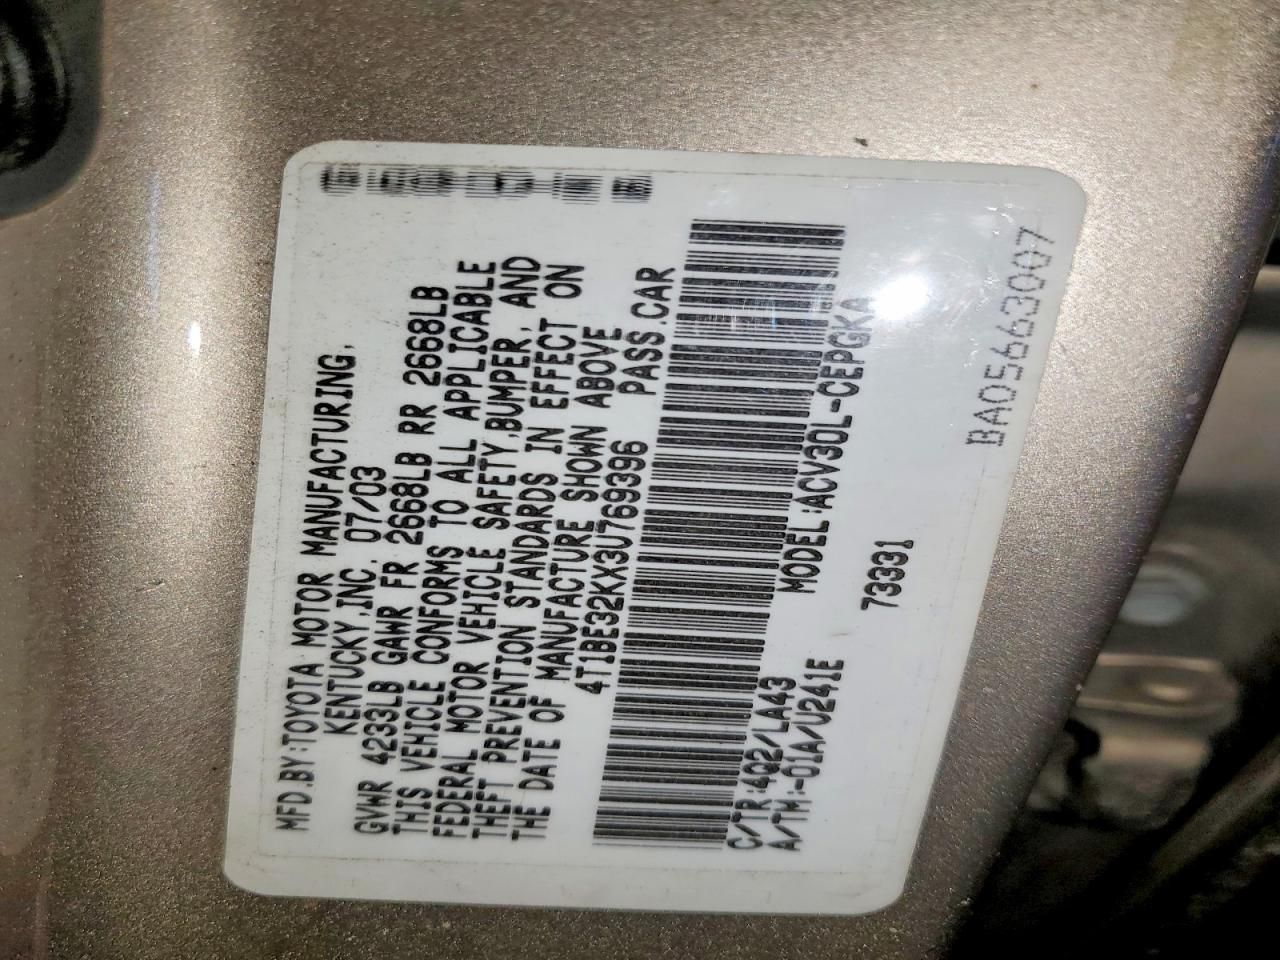 MFD.BY:TOYOTA MOTOR MANUFACTURING,
KENTUCKY,INC. 07/03
GVWR 4233LB GAWR FR 2668LB RR 2668LB
THIS VEHICLE CONFORMS TO ALL APPLICABLE
FEDERAL MOTOR VEHICLE SAFETY,BUMPER, AND
THEFT PREVENTION STANDARDS IN EFFECT ON
THE DATE OF MANUFACTURE SHOWN ABOVE
4T1BE32KX3U769396 PASS.CAR
C/TR:4Q2/LA43 MODEL:ACV30L-CEPGKA
A/TM:-01A/U241E 73331
BA05663007